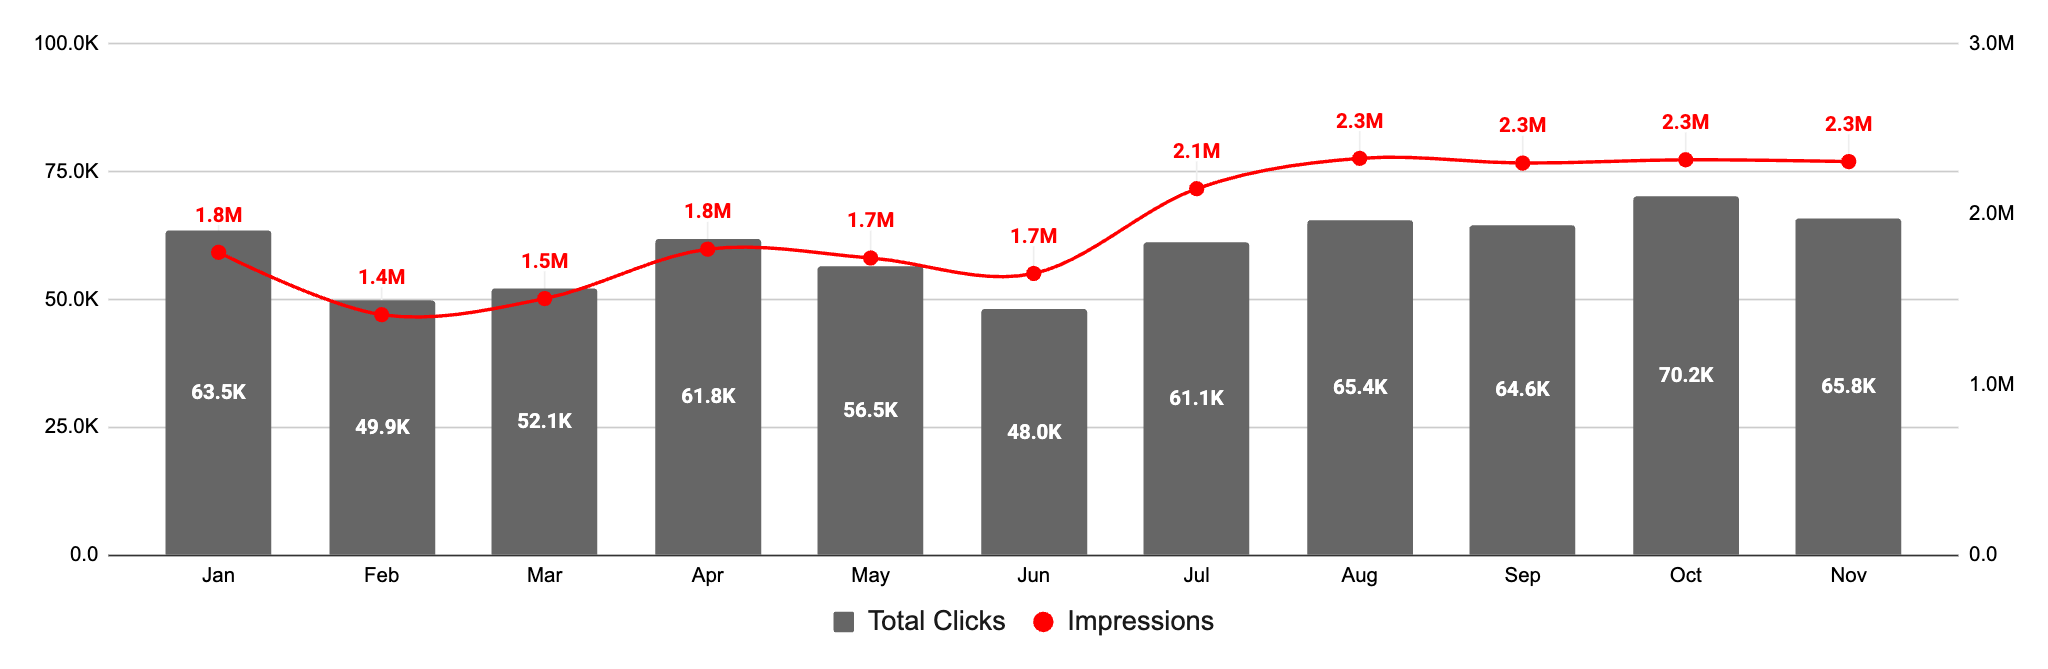 100.0K
3.0M
75.0K
2.0M
50.0K
1.0M
25.0K
0.0
0.0
1.8M
1.4M
1.5M
1.8M
1.7M
1.7M
2.1M
2.3M
2.3M
2.3M
2.3M
63.5K
49.9K
52.1K
61.8K
56.5K
48.0K
61.1K
65.4K
64.6K
70.2K
65.8K
Jan Feb Mar Apr May Jun Jul Aug Sep Oct Nov
Total Clicks Impressions